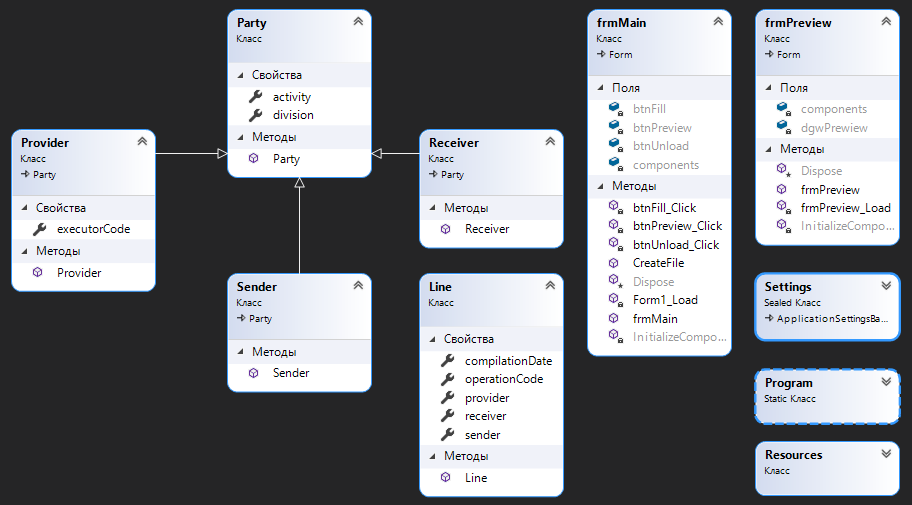 Party
Класс
Свойства
activity
division
Методы
Party
Provider
Класс
Party
Свойства
executorCode
Методы
Provider
Receiver
Класс
Party
Методы
Receiver
Sender
Класс
Party
Методы
Sender
Line
Класс
Свойства
compilationDate
operationCode
provider
receiver
sender
Методы
Line
frmMain
Класс
Form
Поля
btnFill
btnPreview
btnUnload
components
Методы
btnFill_Click
btnPreview_Click
btnUnload_Click
CreateFile
Dispose
Form1_Load
frmMain
InitializeCompo...
frmPreview
Класс
Form
Поля
components
dgwPrewiew
Методы
Dispose
frmPreview
frmPreview_Load
InitializeCompo...
Settings
Sealed Класс
ApplicationSettingsBa...
Program
Static Класс
Resources
Класс